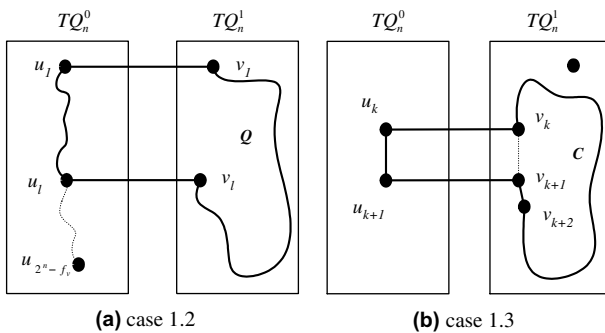 TQ_n^0 TQ_n^1 TQ_n^0 TQ_n^1
u_1 v_1
u_k v_k
Q C
u_l v_l v_{k+1}
u_{k+1} v_{k+2}
u_{2^n-f_v}
(a) case 1.2 (b) case 1.3